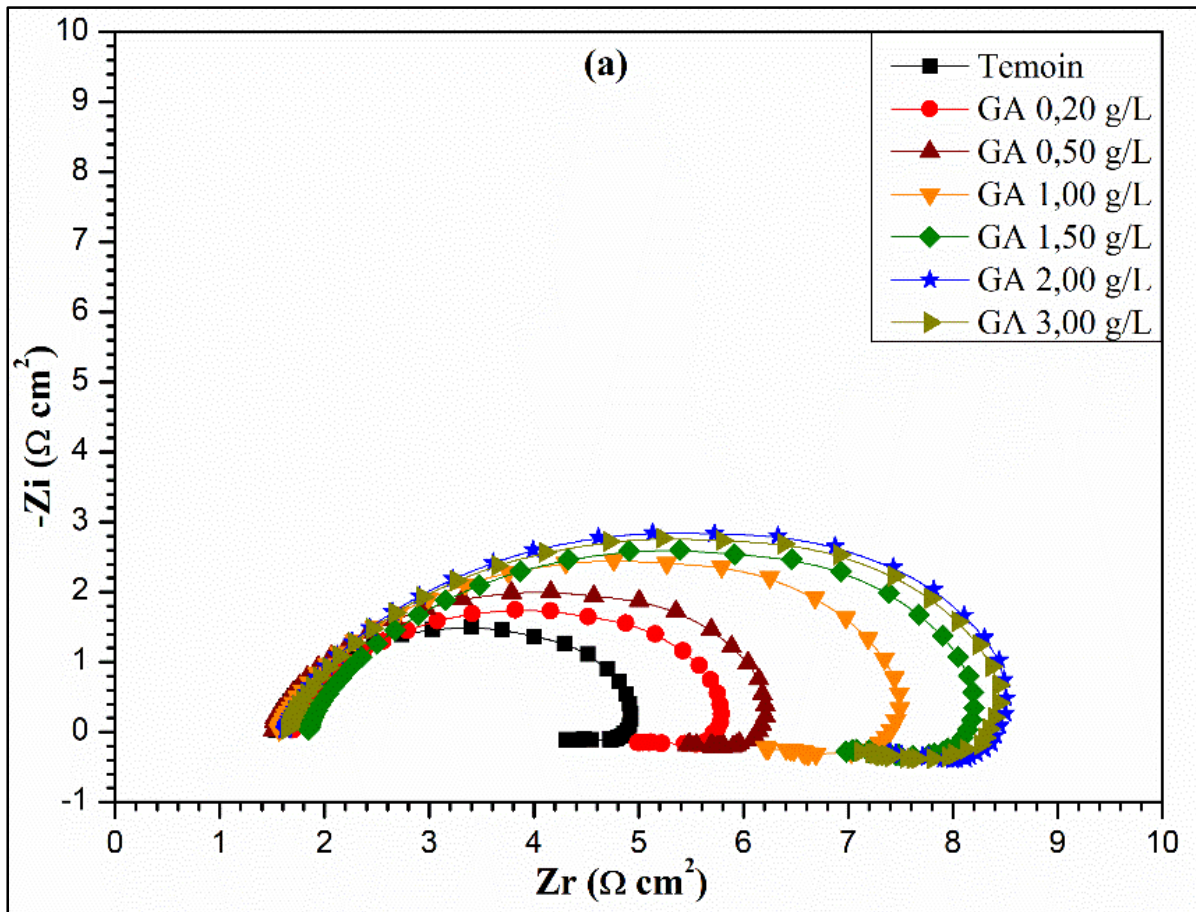 (a)
Temoin
GA 0,20 g/L
GA 0,50 g/L
GA 1,00 g/L
GA 1,50 g/L
GA 2,00 g/L
GA 3,00 g/L
10
9
8
7
6
5
4
3
2
1
0
-1
-Zi (Ω cm²)
0 1 2 3 4 5 6 7 8 9 10
Zr (Ω cm²)